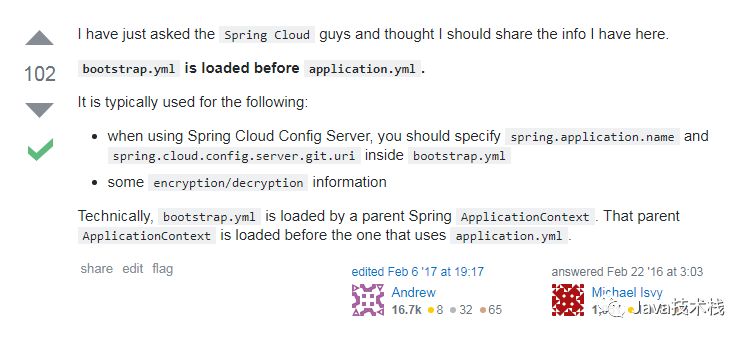 I have just asked the Spring Cloud guys and thought I should share the info I have here.
102
bootstrap.yml is loaded before application.yml.
It is typically used for the following:
• when using Spring Cloud Config Server, you should specify spring.application.name and
spring.cloud.config.server.git.uri inside bootstrap.yml
• some encryption/decryption information
Technically, bootstrap.yml is loaded by a parent Spring ApplicationContext. That parent
ApplicationContext is loaded before the one that uses application.yml.
share edit flag
edited Feb 6 '17 at 19:17
Andrew
16.7k 8 32 65
answered Feb 22 '16 at 3:03
Michael Isvy
Java技术栈